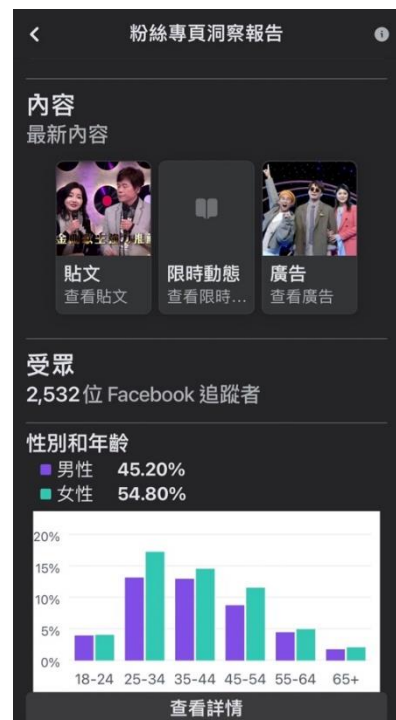 粉絲專頁洞察報告
內容
最新內容
貼文
查看貼文
限時動態
查看限時...
廣告
查看廣告
受眾
2,532 位 Facebook 追蹤者
性別和年齡
男性 45.20%
女性 54.80%
20%
15%
10%
5%
0%
18-24 25-34 35-44 45-54 55-64 65+
查看詳情